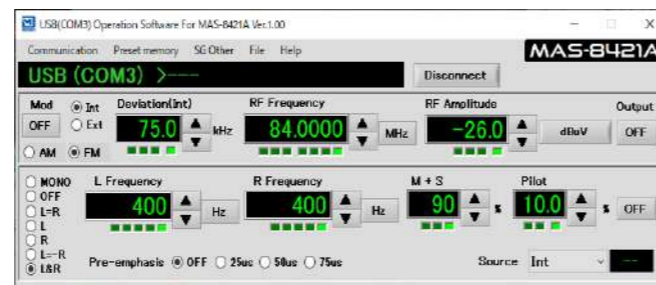 USB(COM3) Operation Software For MAS-8421A Ver.1.00
Communication Preset memory SG Other File Help
MAS-8421A
USB (COM3) >---
Disconnect
Mod Int Deviation(Int) RF Frequency RF Amplitude Output
OFF Ext 75.0 kHz 84.0000 MHz -26.0 dBuV OFF
AM FM
MONO L Frequency R Frequency M + S Pilot
OFF
L=R 400 Hz 400 Hz 90 % 10.0 % OFF
L
R
L=-R
L&R Pre-emphasis OFF 25us 50us 75us Source Int --